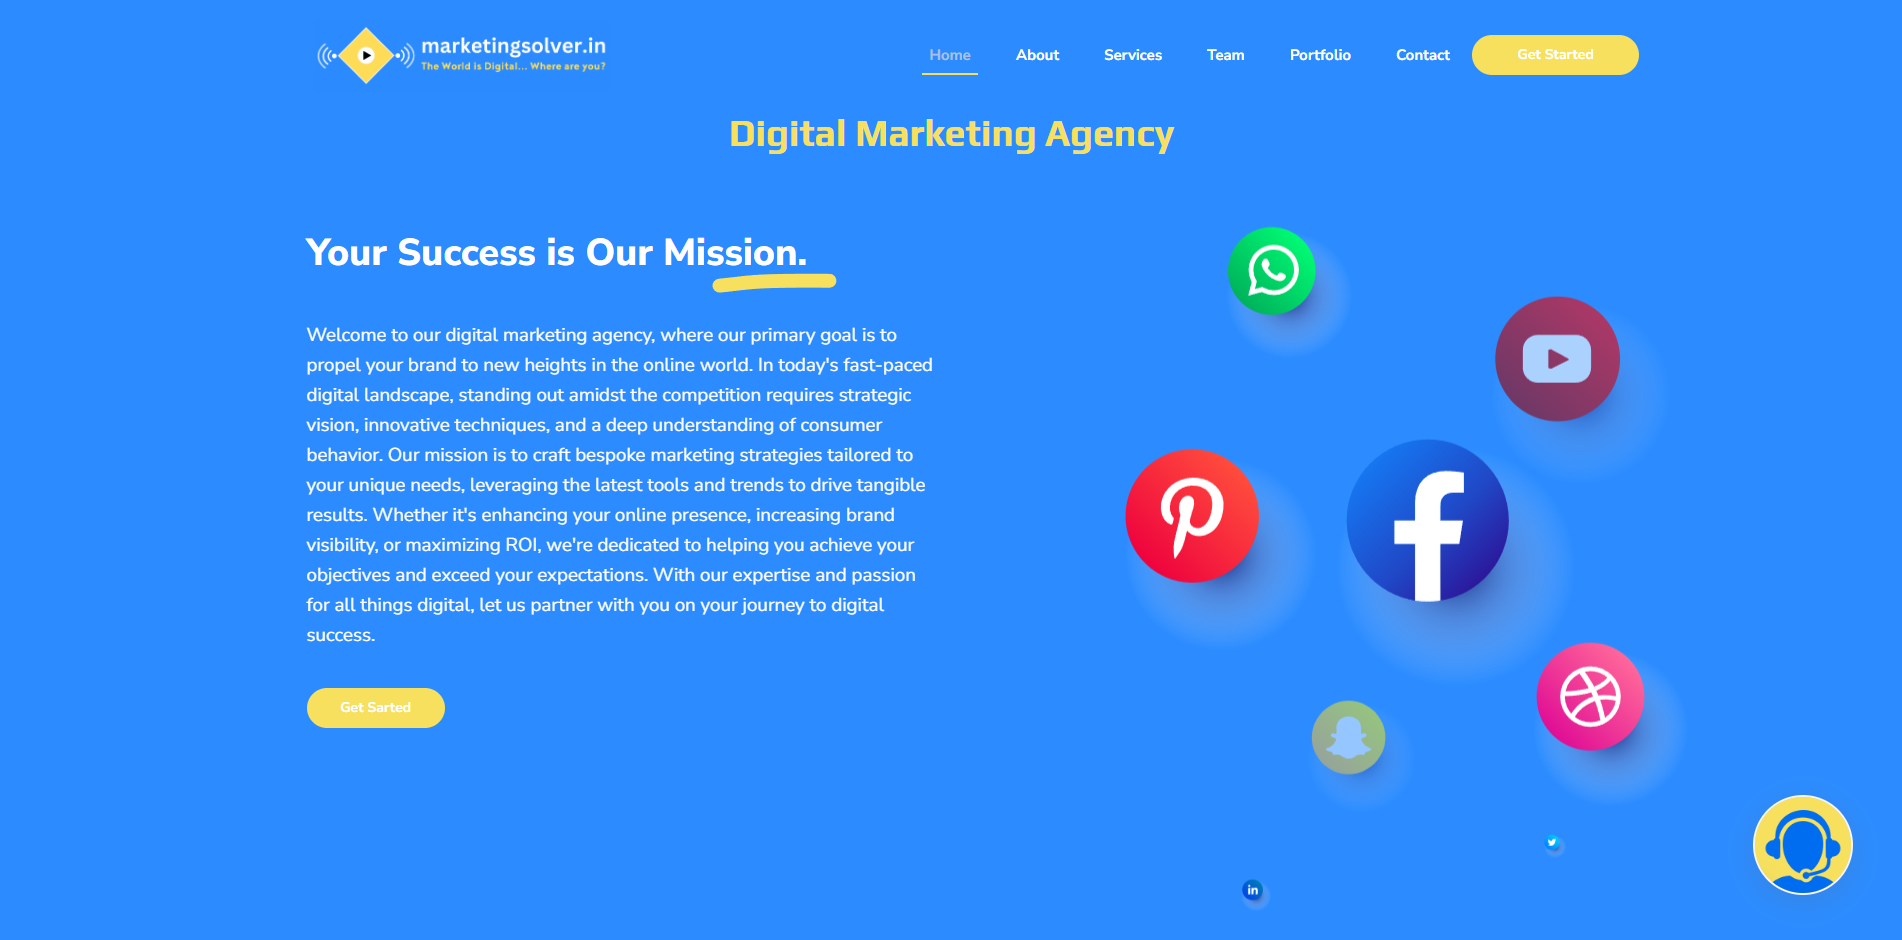 marketingsolver.in
The World is Digital... Where are you?
Home
About
Services
Team
Portfolio
Contact
Get Started
Digital Marketing Agency
Your Success is Our Mission.
Welcome to our digital marketing agency, where our primary goal is to
propel your brand to new heights in the online world. In today's fast-paced
digital landscape, standing out amidst the competition requires strategic
vision, innovative techniques, and a deep understanding of consumer
behavior. Our mission is to craft bespoke marketing strategies tailored to
your unique needs, leveraging the latest tools and trends to drive tangible
results. Whether it's enhancing your online presence, increasing brand
visibility, or maximizing ROI, we're dedicated to helping you achieve your
objectives and exceed your expectations. With our expertise and passion
for all things digital, let us partner with you on your journey to digital
success.
Get Sarted
in